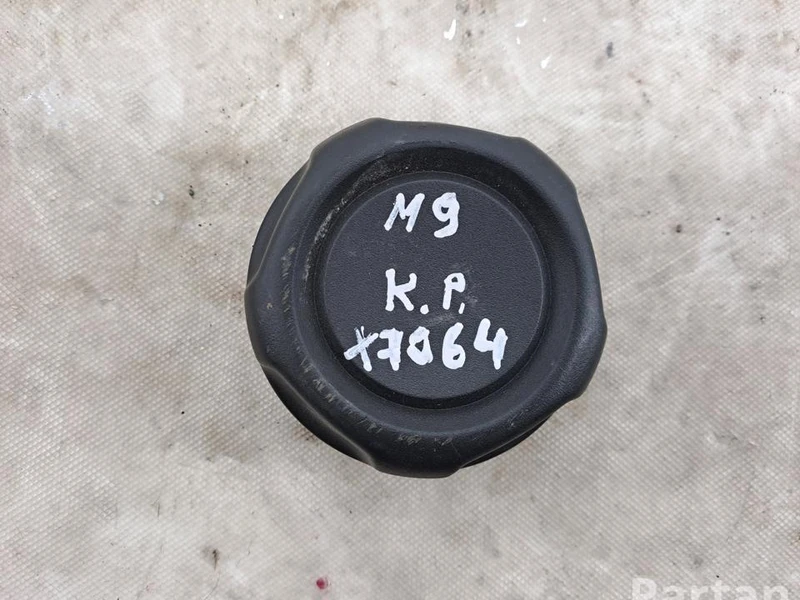 M9
K.P.
X7064
Partan